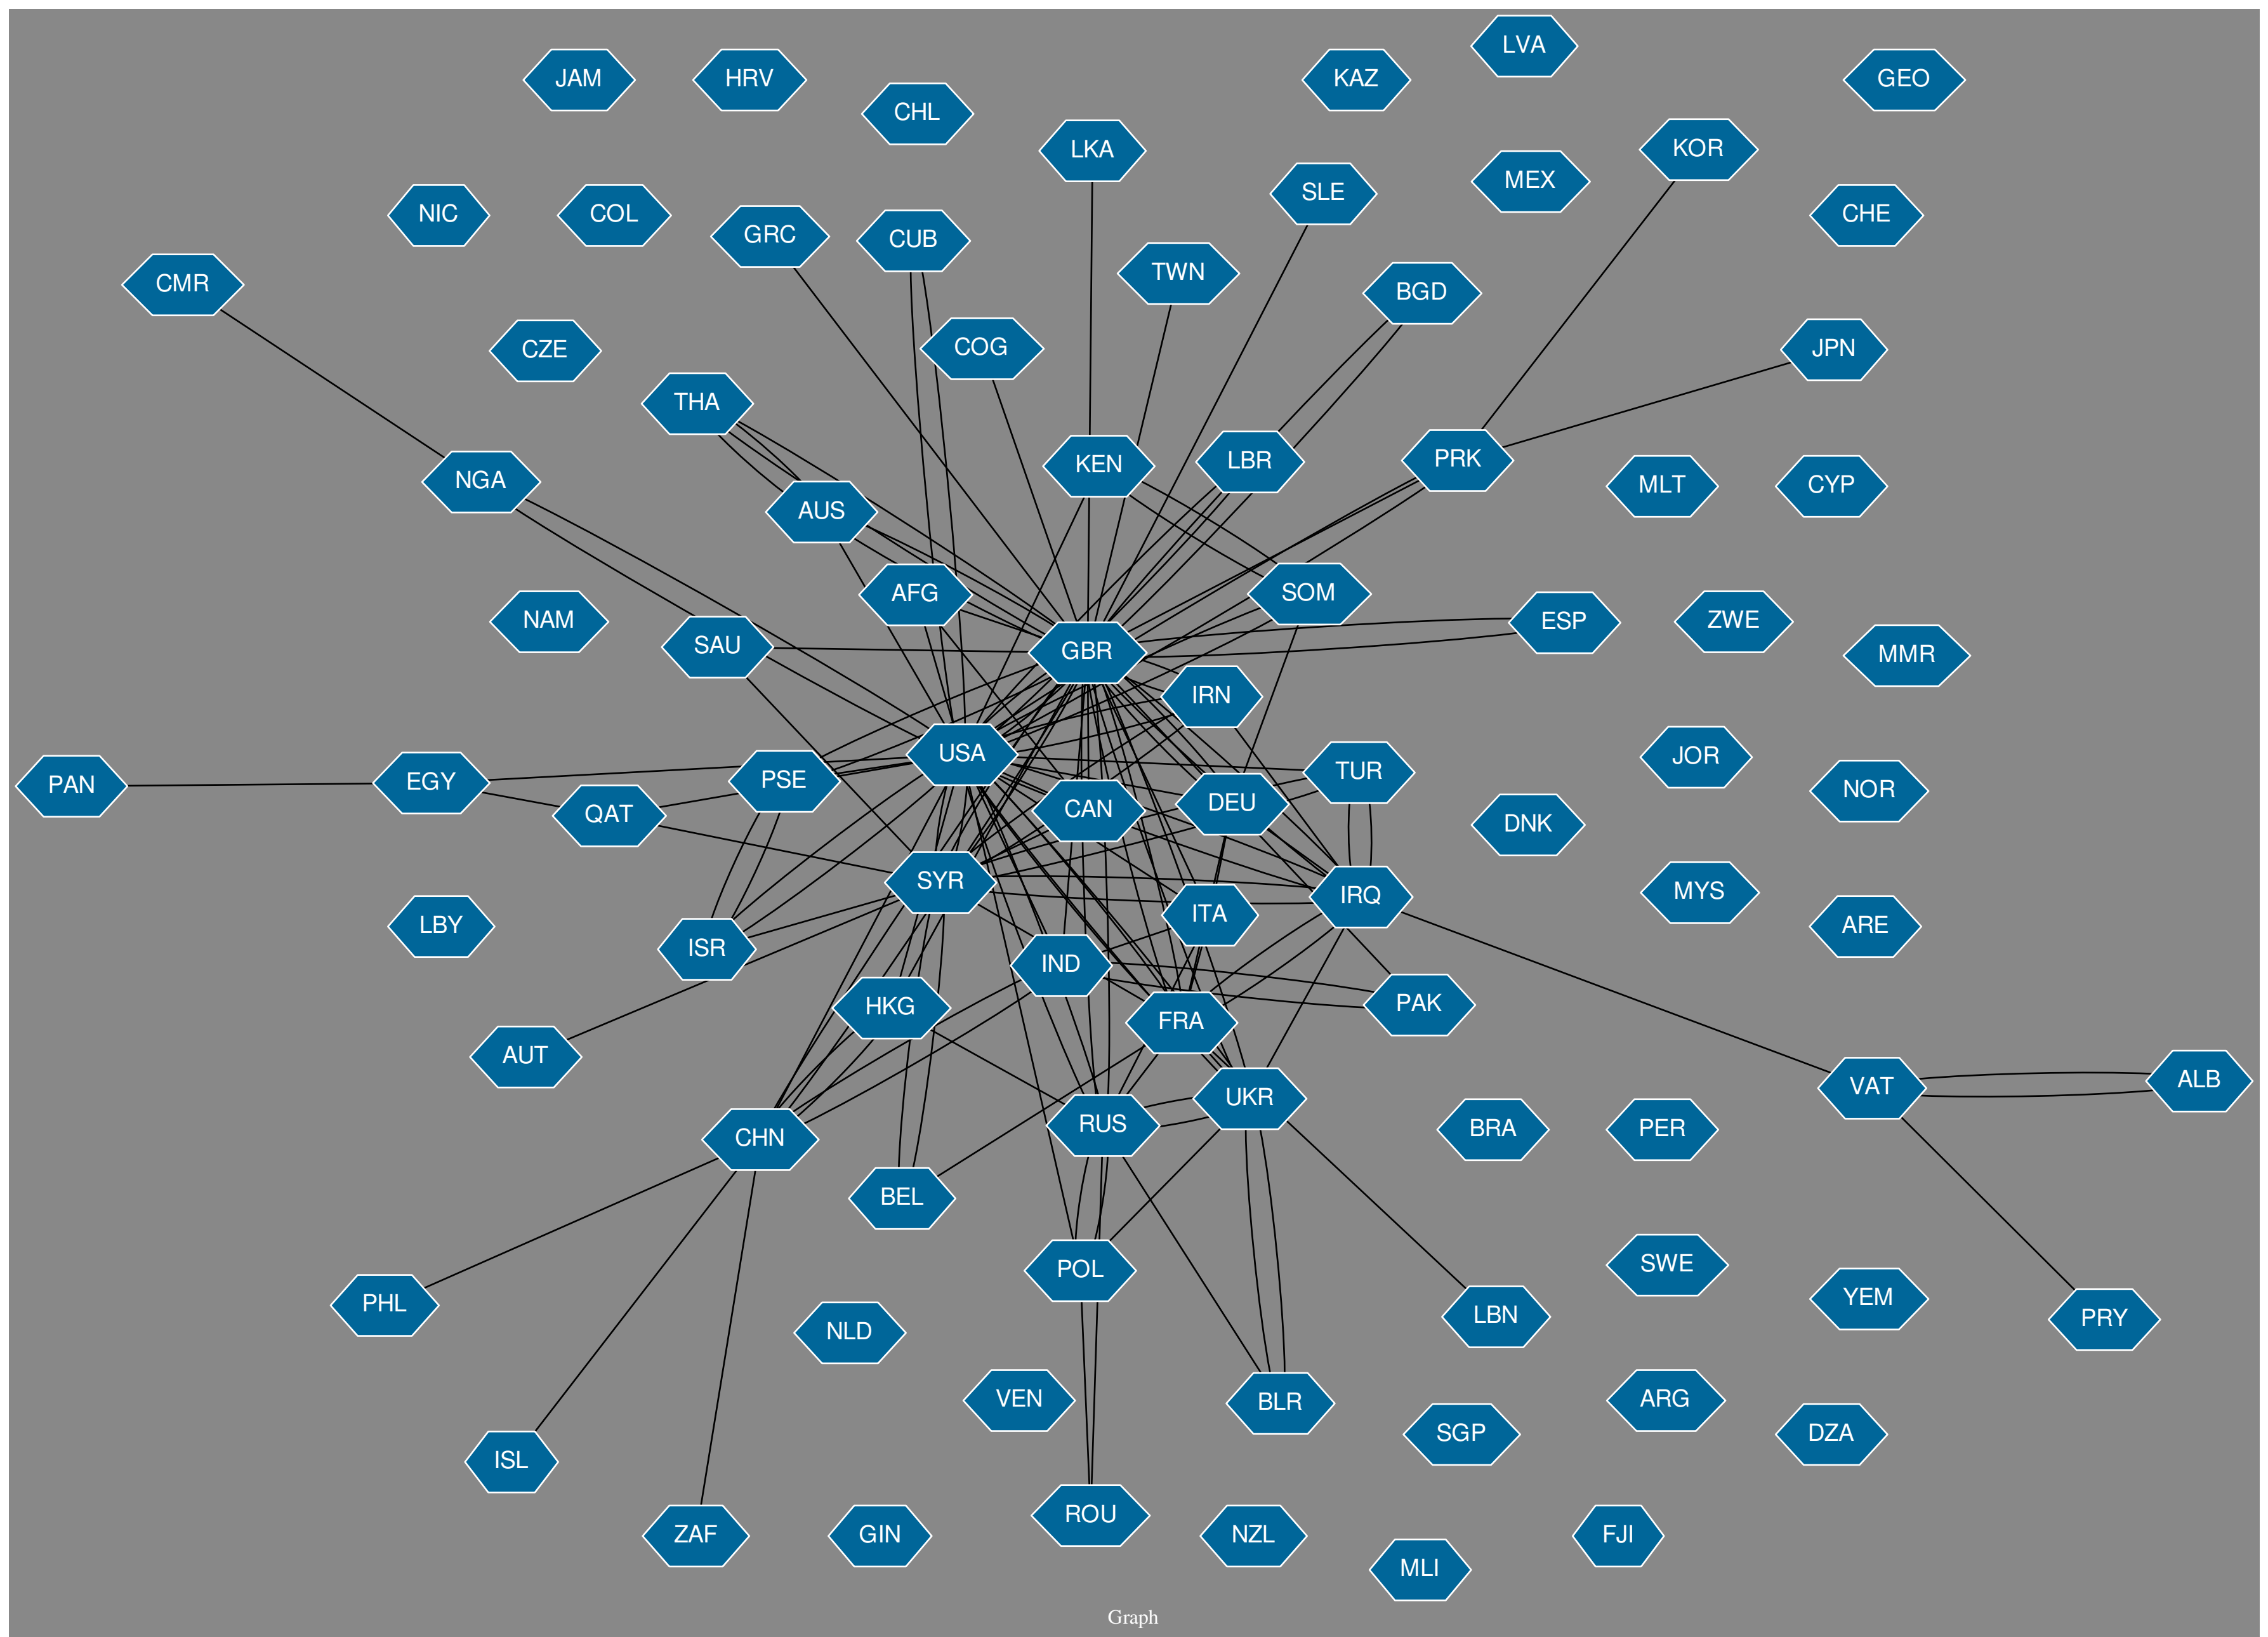 LVA
JAM
HRV
KAZ
GEO
CHL
LKA
KOR
MEX
SLE
NIC
COL
CHE
GRC
CUB
TWN
CMR
BGD
CZE
COG
JPN
THA
KEN
LBR
PRK
NGA
MLT
CYP
AUS
AFG
SOM
NAM
ESP
ZWE
SAU
GBR
MMR
IRN
USA
JOR
TUR
PAN
EGY
PSE
NOR
QAT
CAN
DEU
DNK
SYR
MYS
IRQ
LBY
ITA
ARE
ISR
IND
HKG
PAK
FRA
AUT
ALB
VAT
UKR
RUS
BRA
PER
CHN
BEL
SWE
POL
YEM
PHL
LBN
PRY
NLD
VEN
BLR
ARG
SGP
DZA
ISL
ROU
ZAF
GIN
NZL
FJI
MLI
Graph